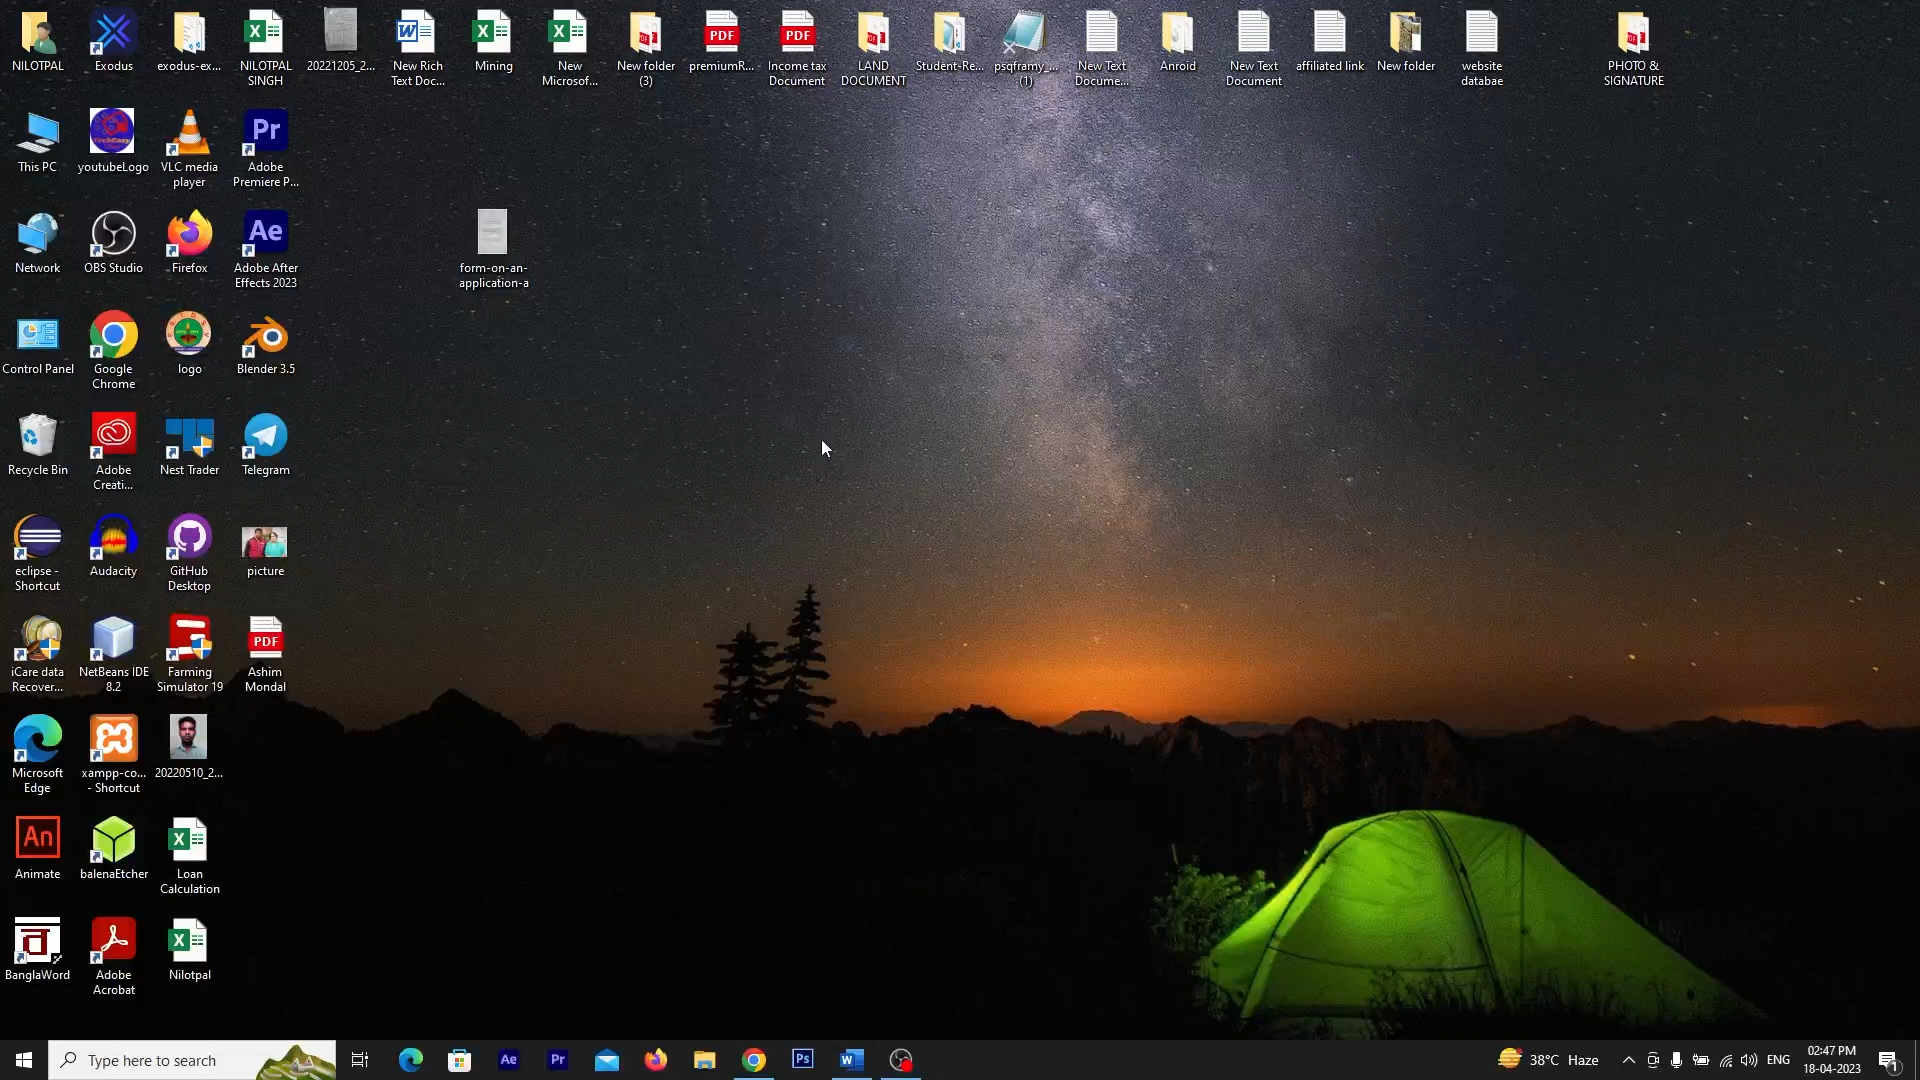 NILOTPAL
Exodus
exodus-ex...
NILOTPAL
SINGH
20221205_2...
New Rich
Text Doc...
Mining
New
Microsof...
New folder
(3)
premiumR...
Income tax
Document
LAND
DOCUMENT
Student-Re...
psqframy_...
(1)
New Text
Docume...
Anroid
New Text
Document
affiliated link
New folder
website
databae
PHOTO &
SIGNATURE
This PC
youtubeLogo
VLC media
player
Adobe
Premiere P...
Network
OBS Studio
Firefox
Adobe After
Effects 2023
form-on-an-
application-a
Control Panel
Google
Chrome
logo
Blender 3.5
Recycle Bin
Adobe
Creati...
Nest Trader
Telegram
eclipse -
Shortcut
Audacity
GitHub
Desktop
picture
iCare data
Recover...
NetBeans IDE
8.2
Farming
Simulator 19
Ashim
Mondal
Microsoft
Edge
xampp-co...
- Shortcut
20220510_2...
Animate
balenaEtcher
Loan
Calculation
BanglaWord
Adobe
Acrobat
Nilotpal
Type here to search
38°C Haze
ENG
02:47 PM
18-04-2023